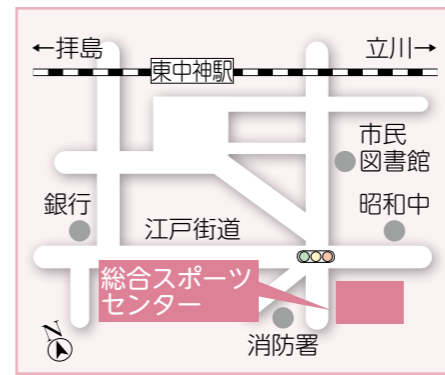 ←拝島
立川→
東中神駅
市民
図書館
銀行
昭和中
江戸街道
総合スポーツ
センター
消防署
N